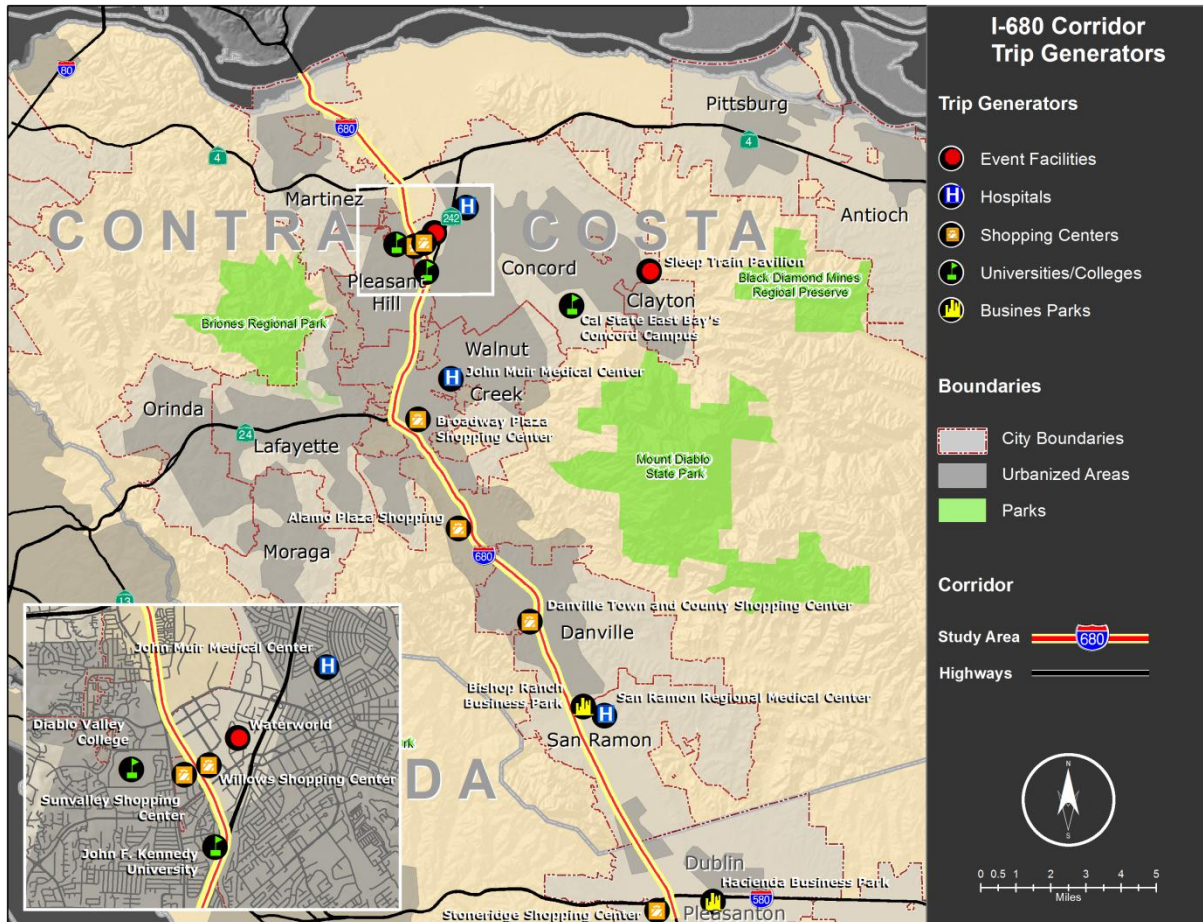 I-680 Corridor
Trip Generators
Trip Generators
Event Facilities
H
Hospitals
Shopping Centers
Universities/Colleges
Busines Parks
Boundaries
City Boundaries
Urbanized Areas
Parks
Corridor
Study Area
680
Highways
N
S
0 0.5 1 2 3 4 5
Miles
80
680
4
Pittsburg
4
Martinez
H
242
Antioch
CONTRA COSTA
Sleep Train Pavilion
Concord
Black Diamond Mines
Regioal Preserve
Pleasant
Hill
Clayton
Briones Regional Park
Cal State East Bay's
Concord Campus
Walnut
Creek
H
John Muir Medical Center
Orinda
Broadway Plaza
Shopping Center
24
Lafayette
Mount Diablo
State Park
Alamo Plaza Shopping
Moraga
680
13
Danville Town and County Shopping Center
Danville
Bishop Ranch
Business Park
San Ramon Regional Medical Center
H
San Ramon
DA
Dublin
Hacienda Business Park
580
Stoneridge Shopping Center
Pleasanton
John Muir Medical Center
H
Diablo Valley
College
Waterworld
Willows Shopping Center
Sunvalley Shopping
Center
John F. Kennedy
University